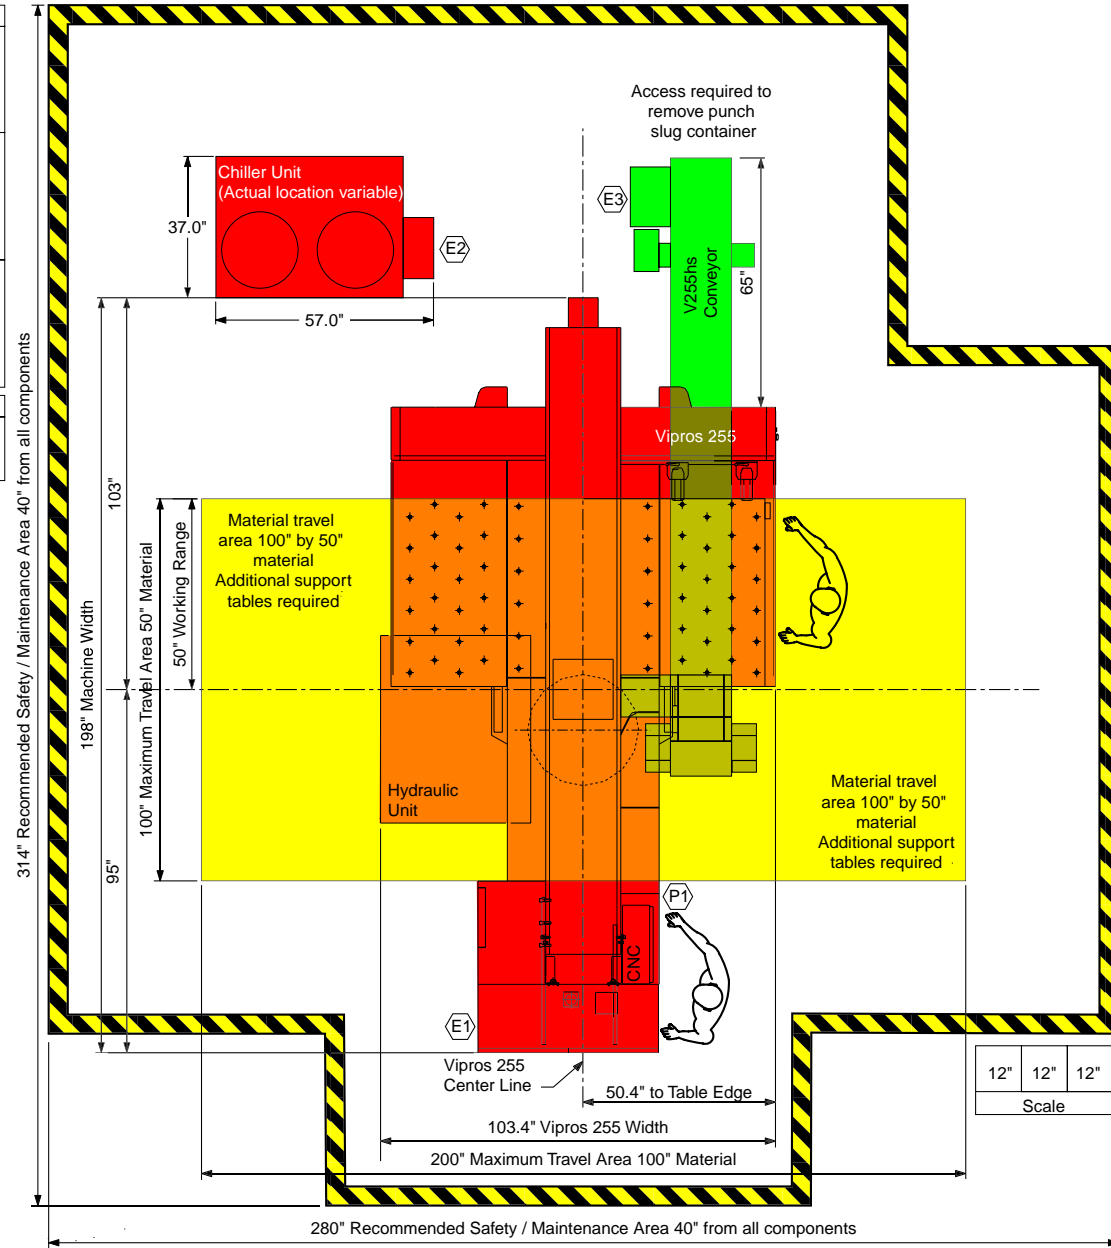 Access required to
remove punch
slug container
Chiller Unit
(Actual location variable)
37.0"
E2
57.0"
E3
V255hs
Conveyor
65"
Vipros 255
314" Recommended Safety / Maintenance Area 40" from all components
198" Machine Width
103"
95"
100" Maximum Travel Area 50" Material
50" Working Range
Material travel
area 100" by 50"
material
Additional support
tables required
Hydraulic
Unit
Material travel
area 100" by 50"
material
Additional support
tables required
P1
CNC
E1
Vipros 255
Center Line
50.4" to Table Edge
103.4" Vipros 255 Width
200" Maximum Travel Area 100" Material
12" 12" 12"
Scale
280" Recommended Safety / Maintenance Area 40" from all components